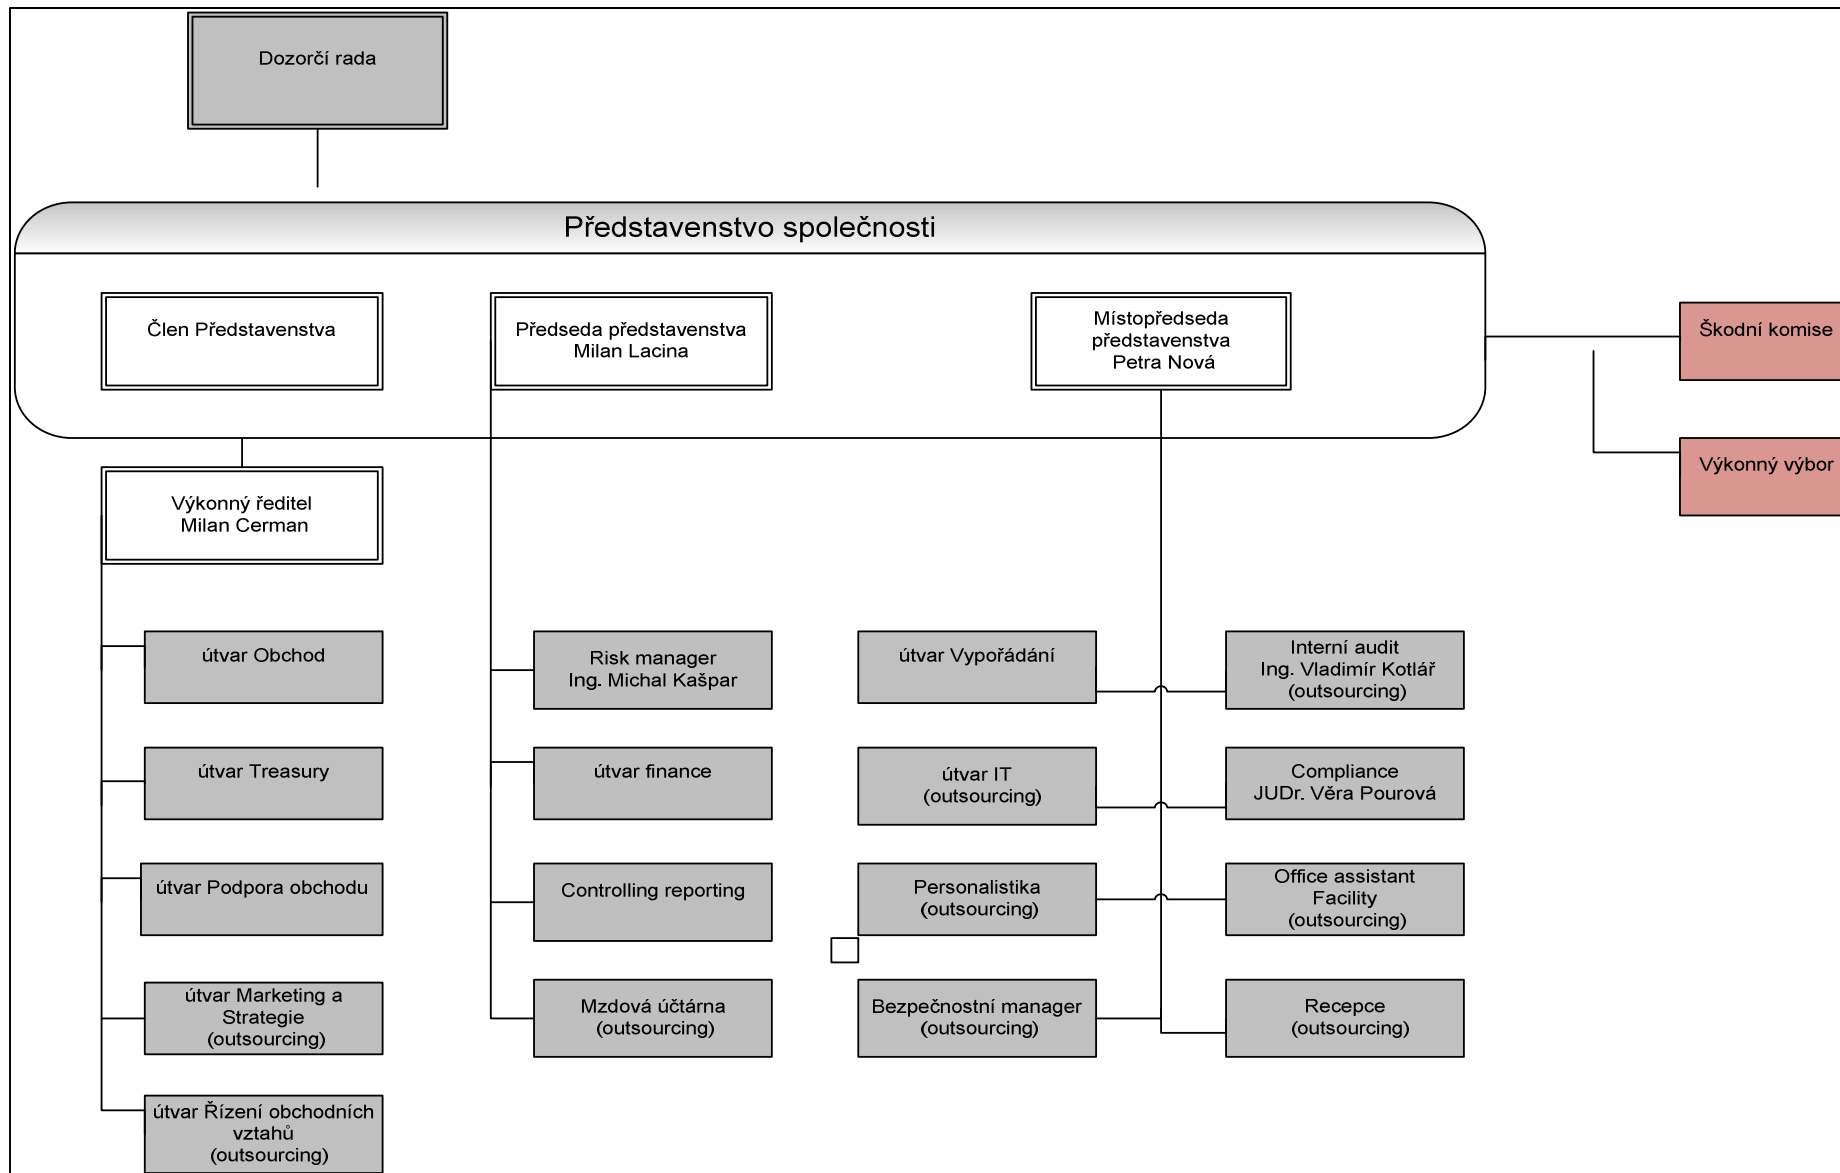 Dozorčí rada
Představenstvo společnosti
Člen Představenstva
Předseda představenstva
Milan Lacina
Místopředseda
představenstva
Petra Nová
Škodní komise
Výkonný výbor
Výkonný ředitel
Milan Cerman
útvar Obchod
útvar Treasury
útvar Podpora obchodu
útvar Marketing a
Strategie
(outsourcing)
útvar Řízení obchodních
vztahů
(outsourcing)
Risk manager
Ing. Michal Kašpar
útvar finance
Controlling reporting
Mzdová účtárna
(outsourcing)
útvar Vypořádání
útvar IT
(outsourcing)
Personalistika
(outsourcing)
Bezpečnostní manager
(outsourcing)
Interní audit
Ing. Vladimír Kotlář
(outsourcing)
Compliance
JUDr. Věra Pourová
Office assistant
Facility
(outsourcing)
Recepce
(outsourcing)